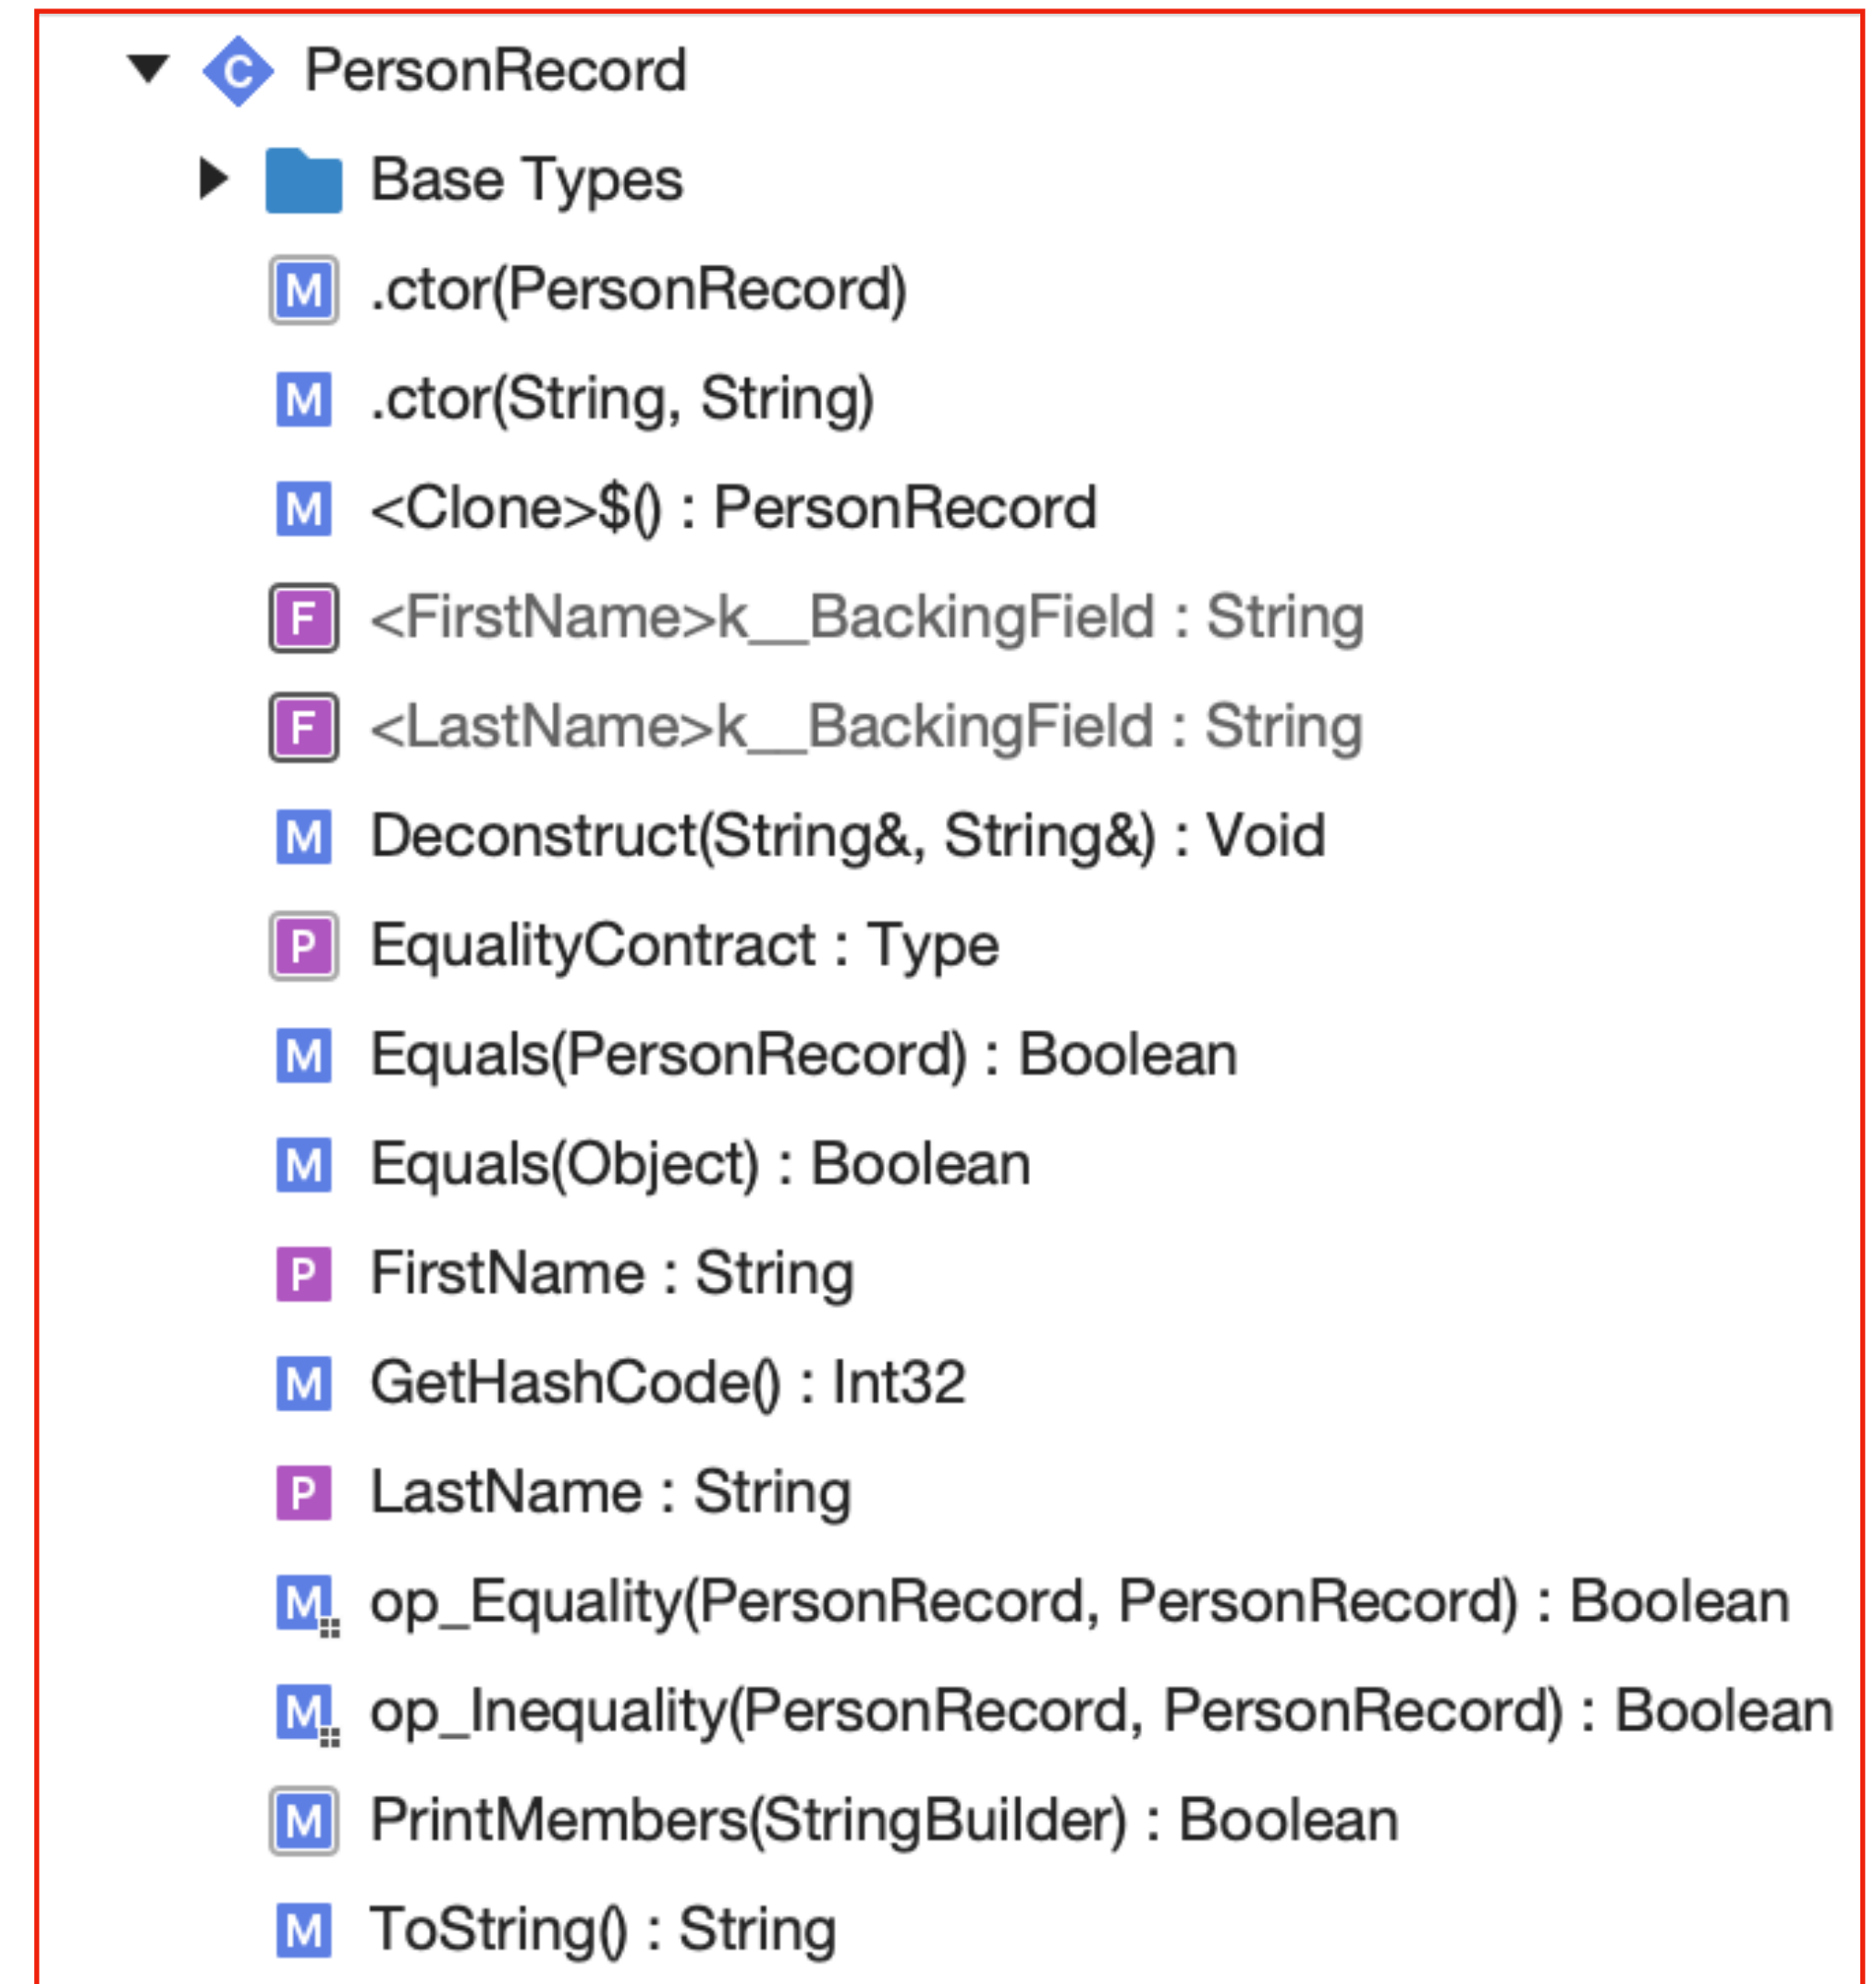 C PersonRecord
Base Types
M .ctor(PersonRecord)
M .ctor(String, String)
M <Clone>$() : PersonRecord
F <FirstName>k__BackingField : String
F <LastName>k__BackingField : String
M Deconstruct(String&, String&) : Void
P EqualityContract : Type
M Equals(PersonRecord) : Boolean
M Equals(Object) : Boolean
P FirstName : String
M GetHashCode() : Int32
P LastName : String
M op_Equality(PersonRecord, PersonRecord) : Boolean
M op_Inequality(PersonRecord, PersonRecord) : Boolean
M PrintMembers(StringBuilder) : Boolean
M ToString() : String